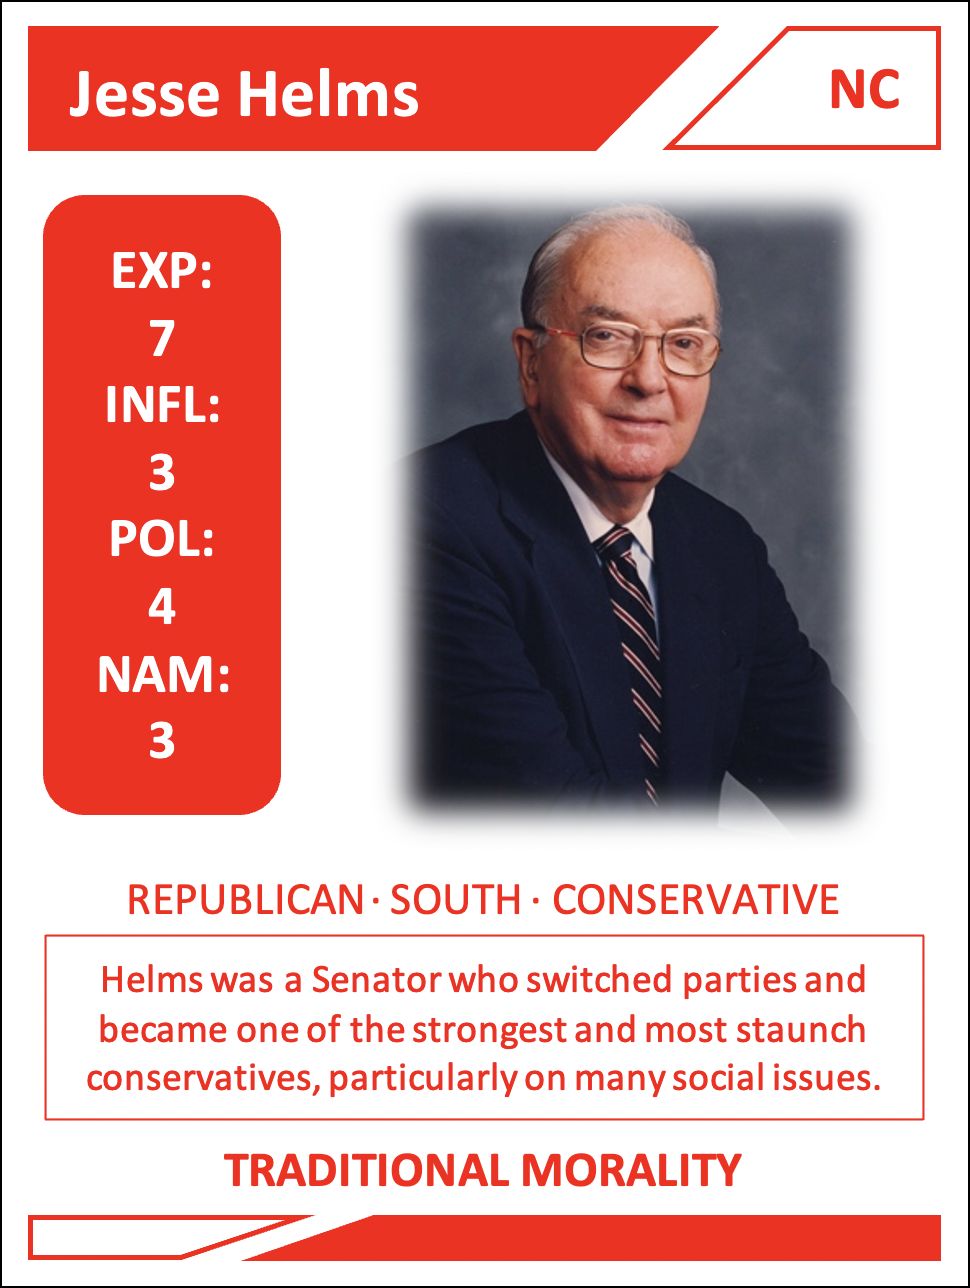 Jesse Helms
NC
EXP:
7
INFL:
3
POL:
4
NAM:
3
REPUBLICAN · SOUTH · CONSERVATIVE
Helms was a Senator who switched parties and
became one of the strongest and most staunch
conservatives, particularly on many social issues.
TRADITIONAL MORALITY